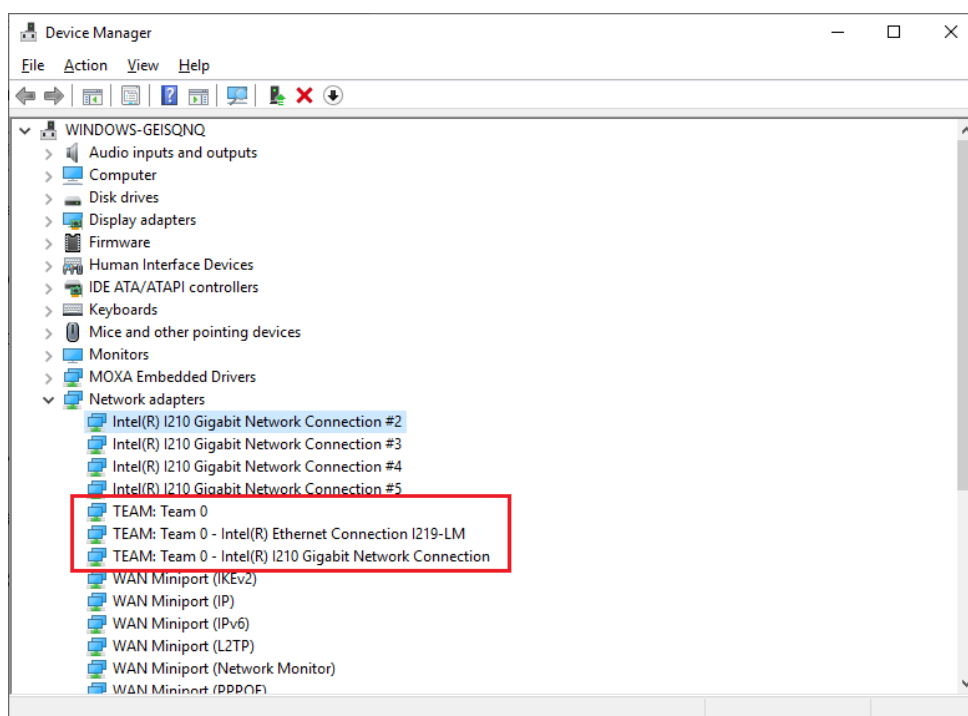 Device Manager
File Action View Help
WINDOWS-GEISQNQ
Audio inputs and outputs
Computer
Disk drives
Display adapters
Firmware
Human Interface Devices
IDE ATA/ATAPI controllers
Keyboards
Mice and other pointing devices
Monitors
MOXA Embedded Drivers
Network adapters
Intel(R) I210 Gigabit Network Connection #2
Intel(R) I210 Gigabit Network Connection #3
Intel(R) I210 Gigabit Network Connection #4
Intel(R) I210 Gigabit Network Connection #5
TEAM: Team 0
TEAM: Team 0 - Intel(R) Ethernet Connection I219-LM
TEAM: Team 0 - Intel(R) I210 Gigabit Network Connection
WAN Miniport (IKEv2)
WAN Miniport (IP)
WAN Miniport (IPv6)
WAN Miniport (L2TP)
WAN Miniport (Network Monitor)
WAN Miniport (PPPOE)